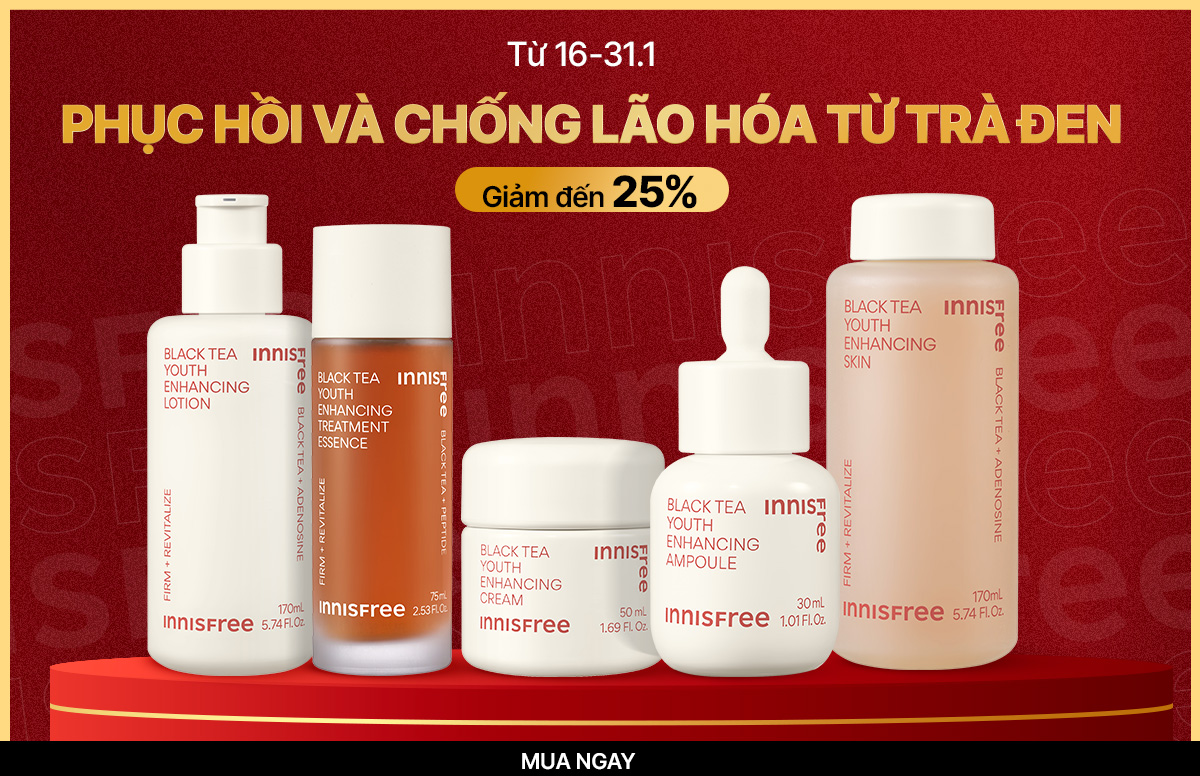 Từ 16-31.1
PHỤC HỒI VÀ CHỐNG LÃO HÓA TỪ TRÀ ĐEN
Giảm đến 25%
BLACK TEA
YOUTH
ENHANCING
LOTION
INNISFree
BLACK TEA + ADENOSINE
FIRM + REVITALIZE
INNISFree
170mL
5.74 Fl. Oz.
BLACK TEA
YOUTH
ENHANCING
TREATMENT
ESSENCE
INNISFree
BLACK TEA + PEPTIDE
FIRM + REVITALIZE
INNISFree
75mL
2.53 Fl. Oz.
BLACK TEA
YOUTH
ENHANCING
CREAM
INNISFree
INNISFree
50 mL
1.69 Fl. Oz.
BLACK TEA
YOUTH
ENHANCING
AMPOULE
INNISFree
INNISFree
30 mL
1.01 Fl. Oz.
BLACK TEA
YOUTH
ENHANCING
SKIN
INNISFree
BLACK TEA + ADENOSINE
FIRM + REVITALIZE
INNISFree
170mL
5.74 Fl. Oz.
MUA NGAY